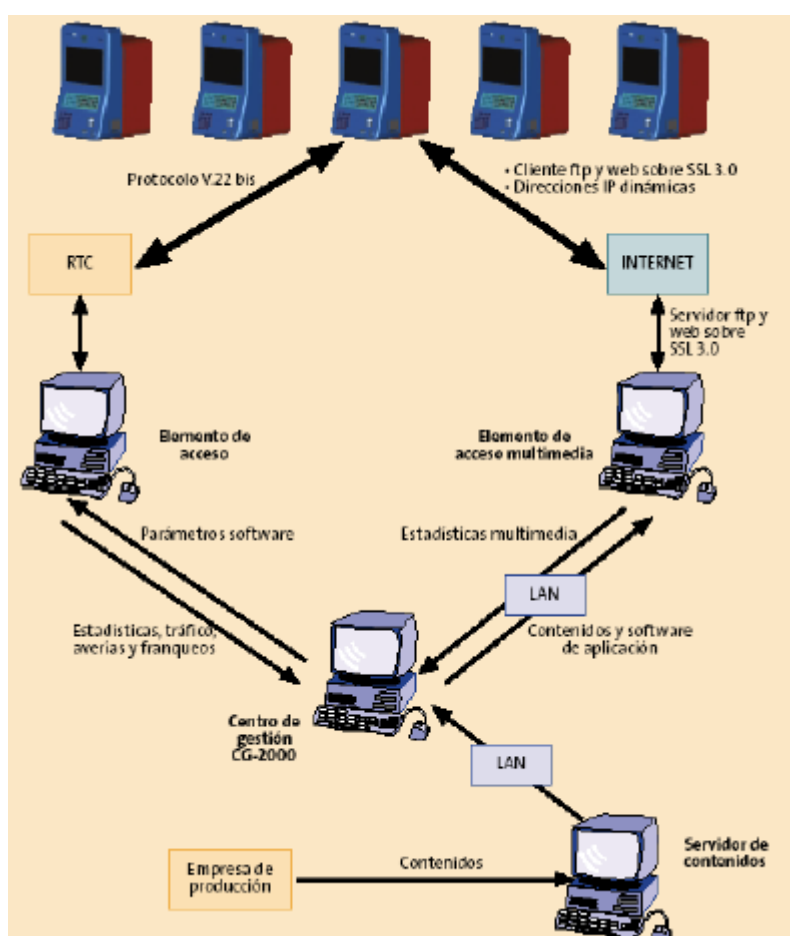 Protocolo V.22 bis
• Cliente ftp y web sobre SSL 3.0
• Direcciones IP dinámicas
RTC
INTERNET
Servidor ftp y
web sobre
SSL 3.0
Elemento de
acceso
Elemento de
acceso multimedia
Parámetros software
Estadísticas multimedia
LAN
Estadísticas, tráfico,
averías y franqueos
Contenidos y software
de aplicación
Centro de
gestión
CG-2000
LAN
Servidor de
contenidos
Empresa de
producción
Contenidos